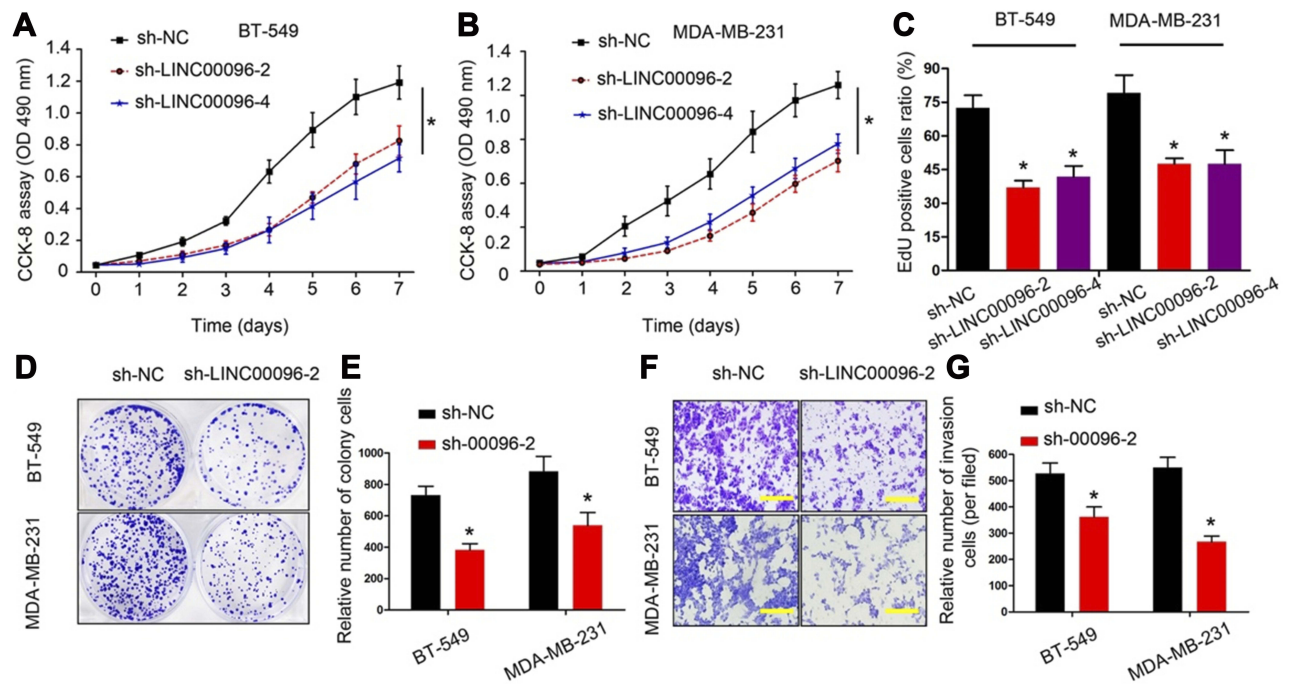 A
BT-549
sh-NC
sh-LINC00096-2
sh-LINC00096-4
CCK-8 assay (OD 490 nm)
1.4
1.2
1.0
0.8
0.6
0.4
0.2
0
*
0 1 2 3 4 5 6 7
Time (days)
B
MDA-MB-231
sh-NC
sh-LINC00096-2
sh-LINC00096-4
CCK-8 assay (OD 490 nm)
1.4
1.2
0.8
0.6
0.4
0.2
0
*
0 1 2 3 4 5 6 7
Time (days)
C
BT-549 MDA-MB-231
EdU positive cells ratio (%)
90
75
60
45
30
15
0
* * * *
sh-NC
sh-LINC00096-2
sh-LINC00096-4
sh-NC
sh-LINC00096-2
sh-LINC00096-4
D
sh-NC sh-LINC00096-2
BT-549
MDA-MB-231
E
sh-NC
sh-00096-2
Relative number of colony cells
1000
800
600
400
200
0
* *
BT-549
MDA-MB-231
F
sh-NC sh-LINC00096-2
BT-549
MDA-MB-231
G
sh-NC
sh-00096-2
Relative number of invasion
cells (per filed)
600
500
400
300
200
100
0
* *
BT-549
MDA-MB-231